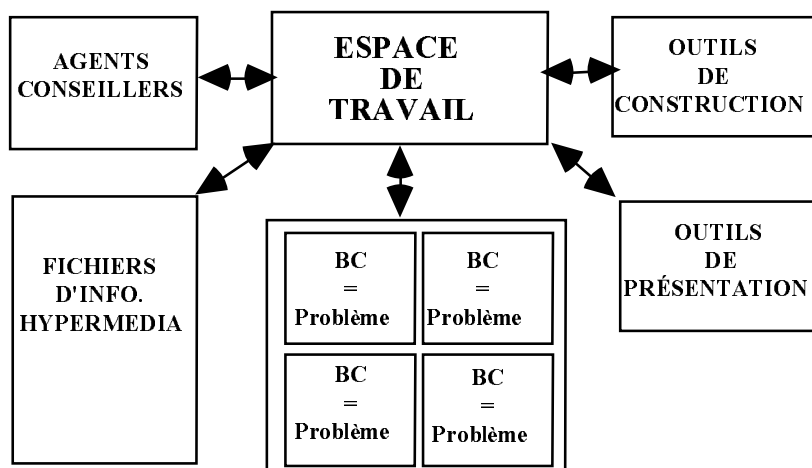 AGENTS
CONSEILLERS
ESPACE
DE
TRAVAIL
OUTILS
DE
CONSTRUCTION
FICHIERS
D'INFO.
HYPERMEDIA
BC
=
Problème
BC
=
Problème
BC
=
Problème
BC
=
Problème
OUTILS
DE
PRÉSENTATION